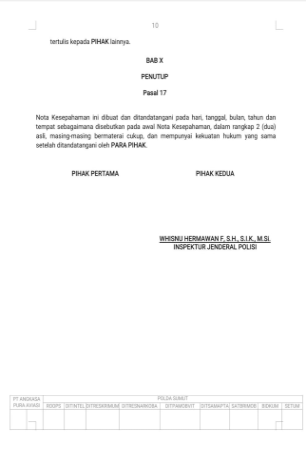 10
tertulis kepada PIHAK lainnya.
BAB X
PENUTUP
Pasal 17
Nota Kesepahaman ini dibuat dan ditandatangani pada hari, tanggal, bulan, tahun dan
tempat sebagaimana disebutkan pada awal Nota Kesepahaman, dalam rangkap 2 (dua)
asli, masing-masing bermaterai cukup, dan mempunyai kekuatan hukum yang sama
setelah ditandatangani oleh PARA PIHAK.
PIHAK PERTAMA PIHAK KEDUA
WHISNU HERMAWAN F, S.H., S.I.K., M.Si.
INSPEKTUR JENDERAL POLISI
PT ANGKASA POLDA SUMUT
PURA AVIASI ROOPS DITINTEL DITRESKRIMUM DITRESNARKOBA DITPAMOBVIT DITSAMAPTA SATBRIMOB BIDKUM SETUM